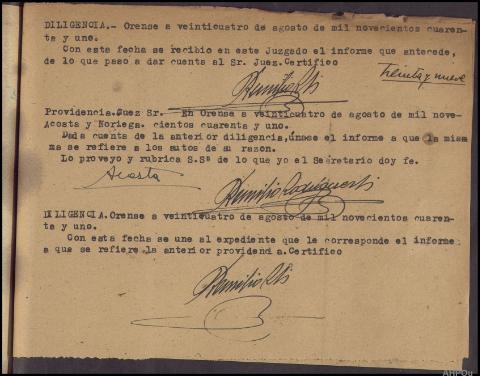 DILIGENCIA.- Orense a veinticuatro de agosto de mil novecientos cuaren-
ta y uno.
Con esta fecha se recibio en este Juzgado el informe que antecede,
de lo que paso a dar cuenta al Sr. Juez.Certifico
treinta y nueve
Providencia.Juez Sr.- En Orense a veinticuatro de agosto de mil nove-
Acosta y Noriega. cientos cuarenta y uno.
Dada cuenta de la anterior diligencia,únase el informe a que la misma
ma se refiere a los autos de su razon.
Lo proveyo y rubrica S.Sª de lo que yo el Secretario doy fe.
Acosta
DILIGENCIA.Orense a veinticuatro de agosto de mil novecientos cuaren-
ta y uno.
Con esta fecha se une al expediente que le corresponde el informe
a que se refiere la anterior providencia.Certifico
AHPOu